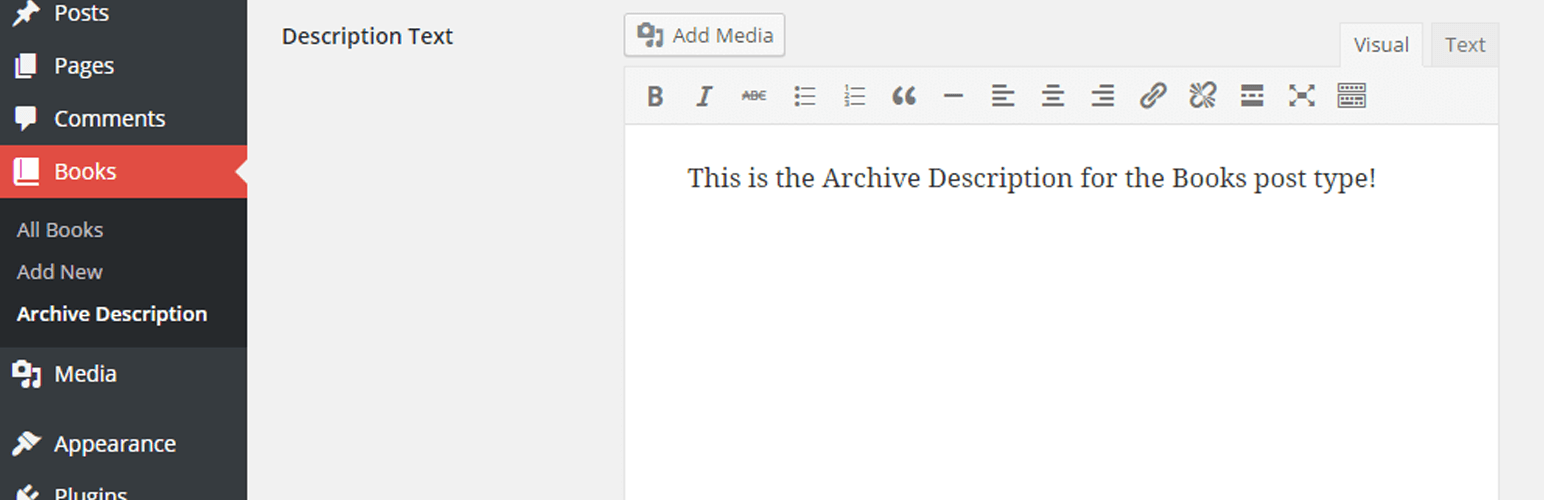 Posts
Pages
Comments
Books
All Books
Add New
Archive Description
Media
Appearance
Plugins
Description Text
Add Media
Visual
Text
B I ABC
This is the Archive Description for the Books post type!